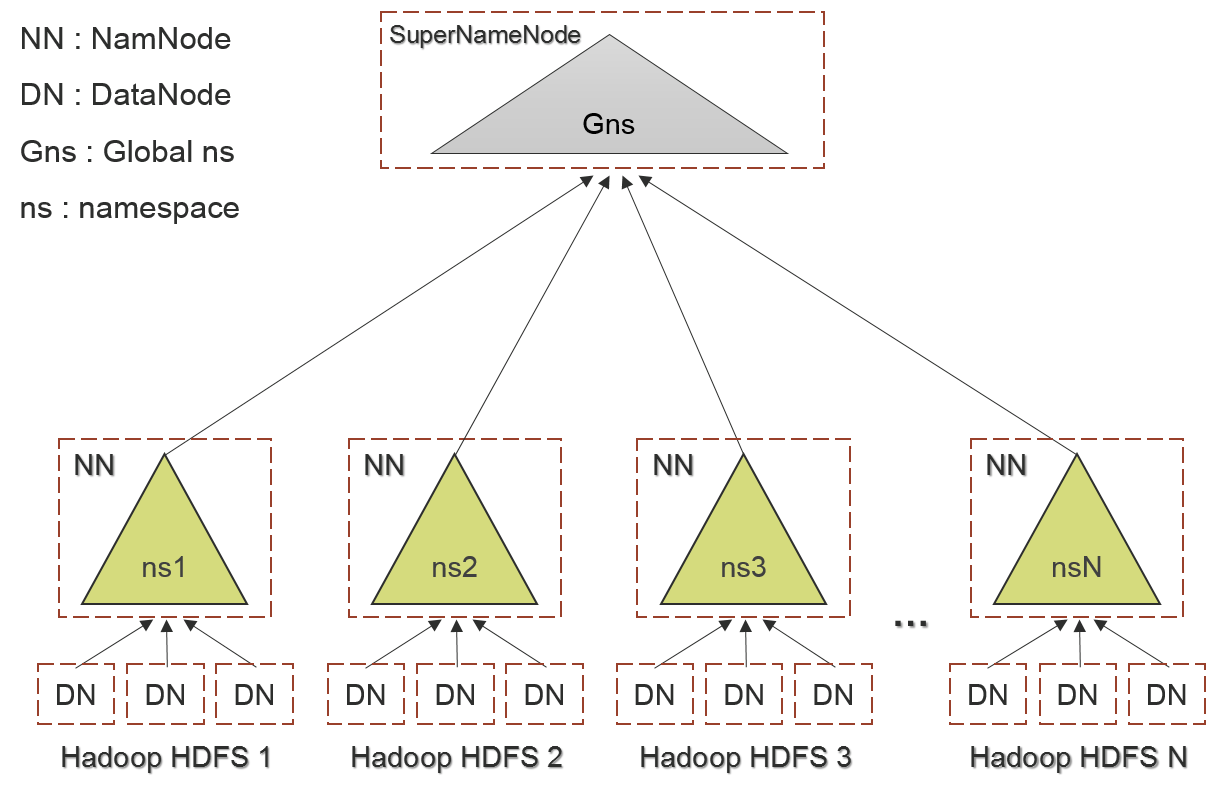 NN : NamNode
DN : DataNode
Gns : Global ns
ns : namespace
SuperNameNode
Gns
NN
NN
NN
NN
ns1
ns2
ns3
nsN
...
DN
DN
DN
DN
DN
DN
DN
DN
DN
DN
DN
DN
Hadoop HDFS 1
Hadoop HDFS 2
Hadoop HDFS 3
Hadoop HDFS N